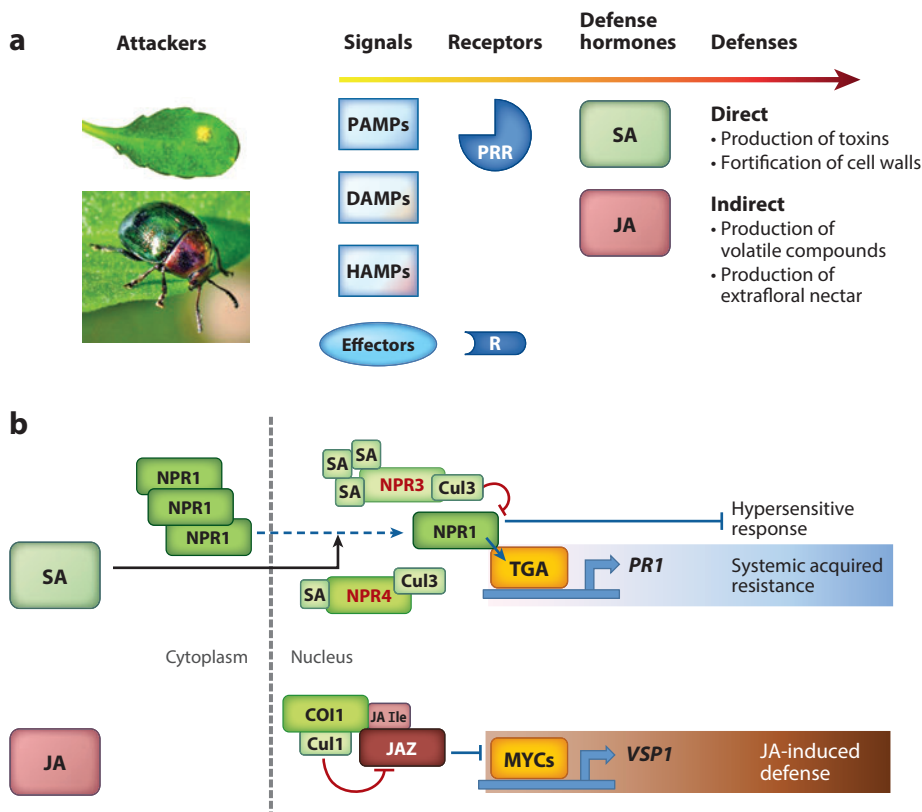 a
Attackers
Signals
Receptors
Defense
hormones
Defenses
PAMPs
PRR
SA
Direct
• Production of toxins
• Fortification of cell walls
DAMPs
JA
Indirect
• Production of
volatile compounds
• Production of
extrafloral nectar
HAMPs
Effectors
R
b
NPR1
NPR1
NPR1
SA
SA
SA
SA
NPR3
Cul3
NPR1
Hypersensitive
response
TGA
PR1
Systemic acquired
resistance
SA
NPR4
Cul3
Cytoplasm
Nucleus
JA
COI1
JA Ile
Cul1
JAZ
MYCs
VSP1
JA-induced
defense